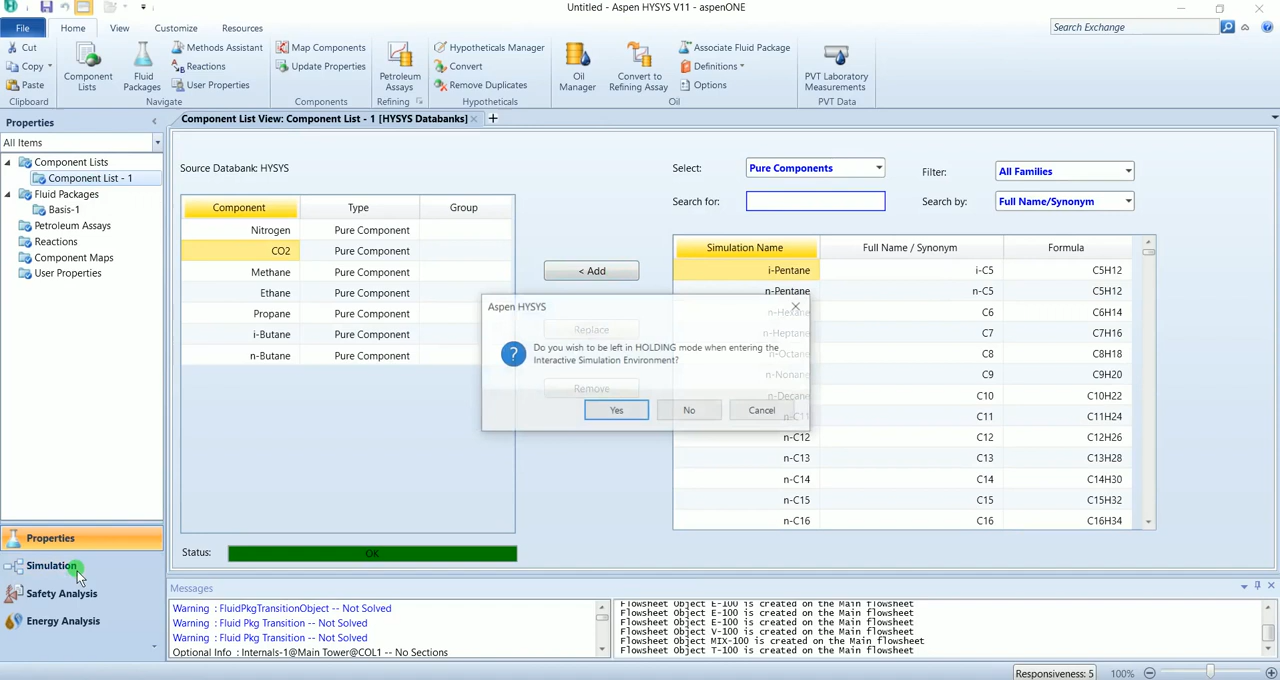 Untitled - Aspen HYSYS V11 - aspenONE
File Home View Customize Resources
Search Exchange
Cut
Copy
Paste
Clipboard
Component Lists
Fluid Packages
Methods Assistant
Reactions
User Properties
Navigate
Map Components
Update Properties
Components
Petroleum Assays
Refining
Hypotheticals Manager
Convert
Remove Duplicates
Hypotheticals
Oil Manager
Convert to Refining Assay
Associate Fluid Package
Definitions
Options
Oil
PVT Laboratory Measurements
PVT Data
Properties
All Items
Component Lists
Component List - 1
Fluid Packages
Basis-1
Petroleum Assays
Reactions
Component Maps
User Properties
Properties
Simulation
Safety Analysis
Energy Analysis
Component List View: Component List - 1 [HYSYS Databanks]
Source Databank: HYSYS
Component Type Group
Nitrogen Pure Component
CO2 Pure Component
Methane Pure Component
Ethane Pure Component
Propane Pure Component
i-Butane Pure Component
n-Butane Pure Component
Status: OK
< Add
Replace
Remove
Select: Pure Components
Filter: All Families
Search for:
Search by: Full Name/Synonym
Simulation Name Full Name / Synonym Formula
i-Pentane i-C5 C5H12
n-Pentane n-C5 C5H12
n-Hexane C6 C6H14
n-Heptane C7 C7H16
n-Octane C8 C8H18
n-Nonane C9 C9H20
n-Decane C10 C10H22
n-C11 C11 C11H24
n-C12 C12 C12H26
n-C13 C13 C13H28
n-C14 C14 C14H30
n-C15 C15 C15H32
n-C16 C16 C16H34
Aspen HYSYS
Do you wish to be left in HOLDING mode when entering the
Interactive Simulation Environment?
Yes No Cancel
Messages
Warning : FluidPkgTransitionObject -- Not Solved
Warning : Fluid Pkg Transition -- Not Solved
Warning : Fluid Pkg Transition -- Not Solved
Optional Info : Internals-1@Main Tower@COL1 -- No Sections
Flowsheet Object E-100 is created on the Main flowsheet
Flowsheet Object E-100 is created on the Main flowsheet
Flowsheet Object E-100 is created on the Main flowsheet
Flowsheet Object V-100 is created on the Main flowsheet
Flowsheet Object MIX-100 is created on the Main flowsheet
Flowsheet Object T-100 is created on the Main flowsheet
Responsiveness: 5 100%